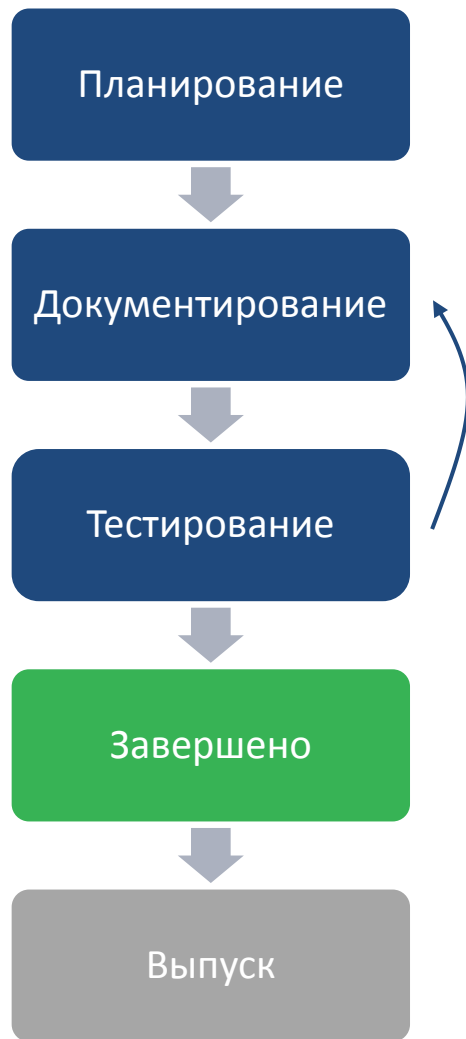 Планирование
Документирование
Тестирование
Завершено
Выпуск